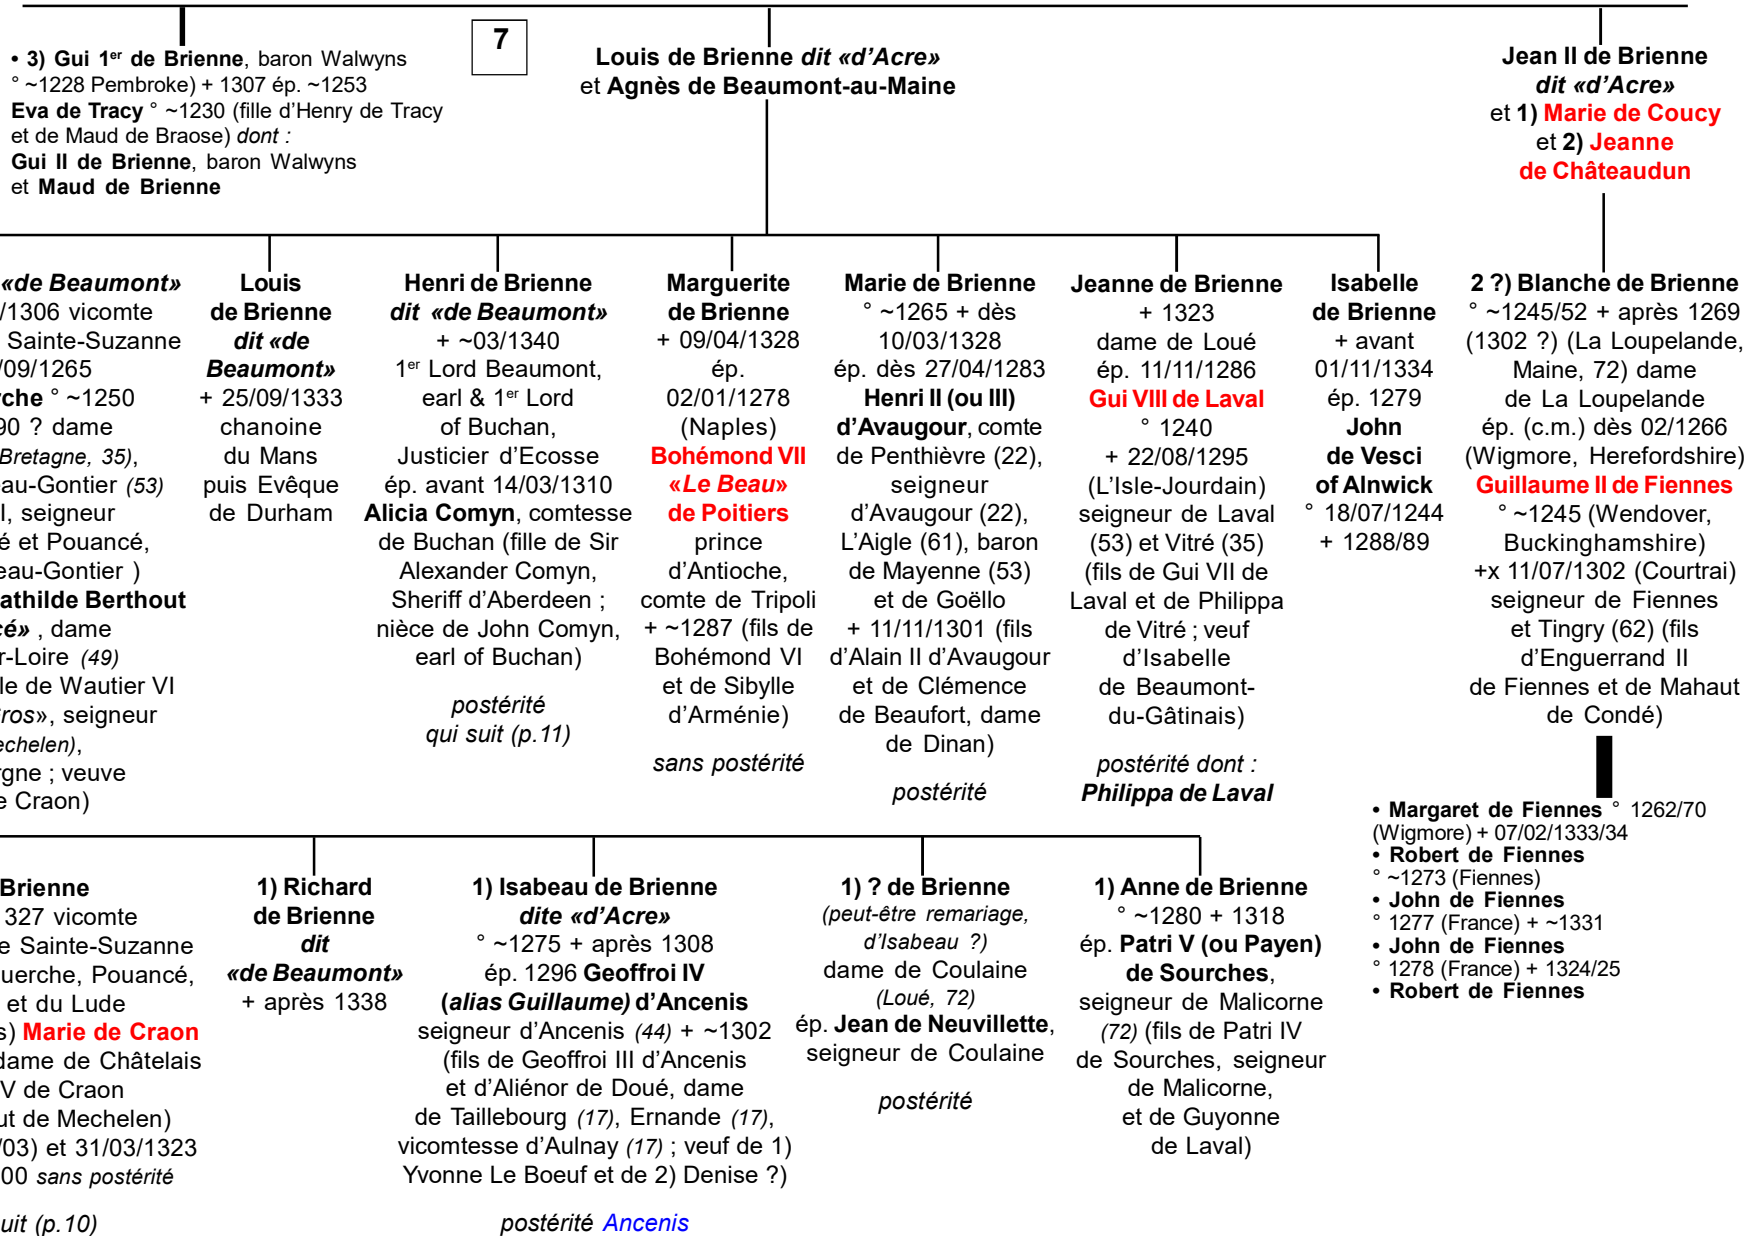 • 3) Gui 1er de Brienne, baron Walwyns
° ~1228 Pembroke) + 1307 ép. ~1253
Eva de Tracy ° ~1230 (fille d’Henry de Tracy
et de Maud de Braose) dont :
Gui II de Brienne, baron Walwyns
et Maud de Brienne
7
Louis de Brienne dit «d’Acre»
et Agnès de Beaumont-au-Maine
Jean II de Brienne
dit «d’Acre»
et 1) Marie de Coucy
et 2) Jeanne
de Châteaudun
«de Beaumont»
/1306 vicomte
Sainte-Suzanne
/09/1265
rche ° ~1250
90 ? dame
Bretagne, 35),
eau-Gontier (53)
I, seigneur
é et Pouancé,
eau-Gontier )
athilde Berthout
cé» , dame
r-Loire (49)
lle de Wautier VI
ros», seigneur
echelen),
rgne ; veuve
e Craon)
Louis
de Brienne
dit «de
Beaumont»
+ 25/09/1333
chanoine
du Mans
puis Evêque
de Durham
Henri de Brienne
dit «de Beaumont»
+ ~03/1340
1er Lord Beaumont,
earl & 1er Lord
of Buchan,
Justicier d’Ecosse
ép. avant 14/03/1310
Alicia Comyn, comtesse
de Buchan (fille de Sir
Alexander Comyn,
Sheriff d’Aberdeen ;
nièce de John Comyn,
earl of Buchan)
postérité
qui suit (p.11)
Marguerite
de Brienne
+ 09/04/1328
ép.
02/01/1278
(Naples)
Bohémond VII
«Le Beau»
de Poitiers
prince
d’Antioche,
comte de Tripoli
+ ~1287 (fils de
Bohémond VI
et de Sibylle
d’Arménie)
sans postérité
Marie de Brienne
° ~1265 + dès
10/03/1328
ép. dès 27/04/1283
Henri II (ou III)
d’Avaugour, comte
de Penthièvre (22),
seigneur
d’Avaugour (22),
L’Aigle (61), baron
de Mayenne (53)
et de Goëllo
+ 11/11/1301 (fils
d’Alain II d’Avaugour
et de Clémence
de Beaufort, dame
de Dinan)
postérité
Jeanne de Brienne
+ 1323
dame de Loué
ép. 11/11/1286
Gui VIII de Laval
° 1240
+ 22/08/1295
(L’Isle-Jourdain)
seigneur de Laval
(53) et Vitré (35)
(fils de Gui VII de
Laval et de Philippa
de Vitré ; veuf
d’Isabelle
de Beaumont-
du-Gâtinais)
postérité dont :
Philippa de Laval
Isabelle
de Brienne
+ avant
01/11/1334
ép. 1279
John
de Vesci
of Alnwick
° 18/07/1244
+ 1288/89
2 ?) Blanche de Brienne
° ~1245/52 + après 1269
(1302 ?) (La Loupelande,
Maine, 72) dame
de La Loupelande
ép. (c.m.) dès 02/1266
(Wigmore, Herefordshire)
Guillaume II de Fiennes
° ~1245 (Wendover,
Buckinghamshire)
+x 11/07/1302 (Courtrai)
seigneur de Fiennes
et Tingry (62) (fils
d’Enguerrand II
de Fiennes et de Mahaut
de Condé)
• Margaret de Fiennes ° 1262/70
(Wigmore) + 07/02/1333/34
• Robert de Fiennes
° ~1273 (Fiennes)
• John de Fiennes
° 1277 (France) + ~1331
• John de Fiennes
° 1278 (France) + 1324/25
• Robert de Fiennes
Brienne
327 vicomte
e Sainte-Suzanne
uerche, Pouancé,
et du Lude
s) Marie de Craon
dame de Châtelais
V de Craon
ut de Mechelen)
/03) et 31/03/1323
00 sans postérité
uit (p.10)
1) Richard
de Brienne
dit
«de Beaumont»
+ après 1338
1) Isabeau de Brienne
dite «d’Acre»
° ~1275 + après 1308
ép. 1296 Geoffroi IV
(alias Guillaume) d’Ancenis
seigneur d’Ancenis (44) + ~1302
(fils de Geoffroi III d’Ancenis
et d’Aliénor de Doué, dame
de Taillebourg (17), Ernande (17),
vicomtesse d’Aulnay (17) ; veuf de 1)
Yvonne Le Boeuf et de 2) Denise ?)
postérité Ancenis
1) ? de Brienne
(peut-être remariage,
d’Isabeau ?)
dame de Coulaine
(Loué, 72)
ép. Jean de Neuvillette,
seigneur de Coulaine
postérité
1) Anne de Brienne
° ~1280 + 1318
ép. Patri V (ou Payen)
de Sourches,
seigneur de Malicorne
(72) (fils de Patri IV
de Sourches, seigneur
de Malicorne,
et de Guyonne
de Laval)